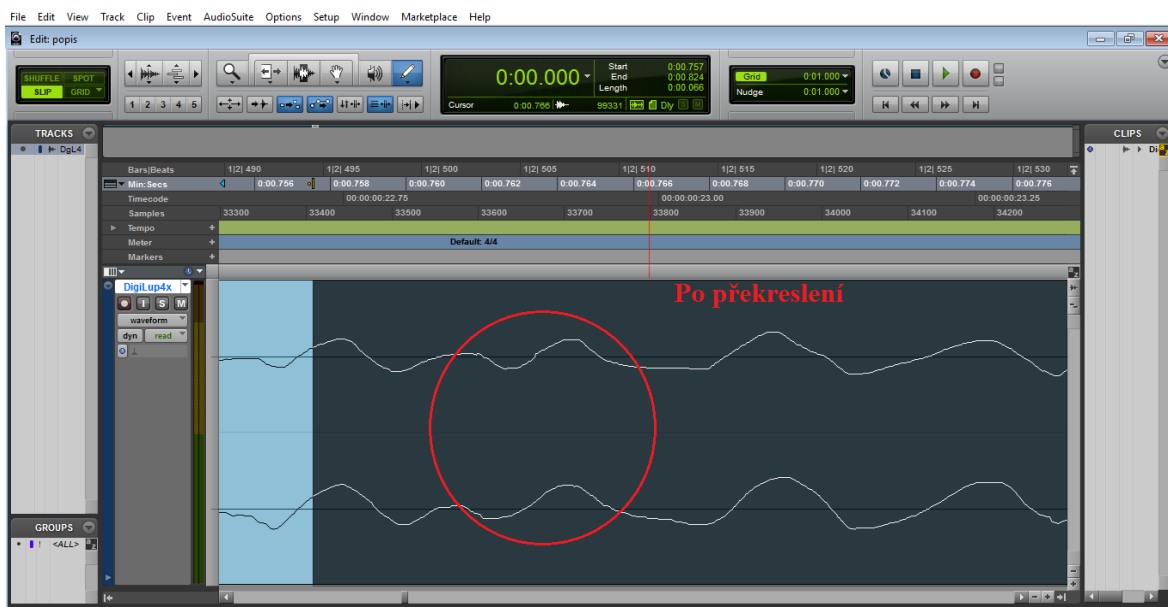 File Edit View Track Clip Event AudioSuite Options Setup Window Marketplace Help
Edit: popis
SHUFFLE SPOT
SLIP GRID
1 2 3 4 5
0:00.000
Start 0:00.757
End 0:00.824
Length 0:00.066
Cursor 0:00.766 99331 Dly S M
Grid 0:01.000
Nudge 0:01.000
TRACKS
DgL4
CLIPS
Di
Bars|Beats 1|2| 490 1|2| 495 1|2| 500 1|2| 505 1|2| 510 1|2| 515 1|2| 520 1|2| 525 1|2| 530
Min:Secs 0:00.756 0:00.758 0:00.760 0:00.762 0:00.764 0:00.766 0:00.768 0:00.770 0:00.772 0:00.774 0:00.776
Timecode 00:00:00:22.75 00:00:00:23.00 00:00:00:23.25
Samples 33300 33400 33500 33600 33700 33800 33900 34000 34100 34200
Tempo
Meter Default: 4/4
Markers
DigiLup4x
I S M
waveform
dyn read
Po překreslení
GROUPS
! <ALL>